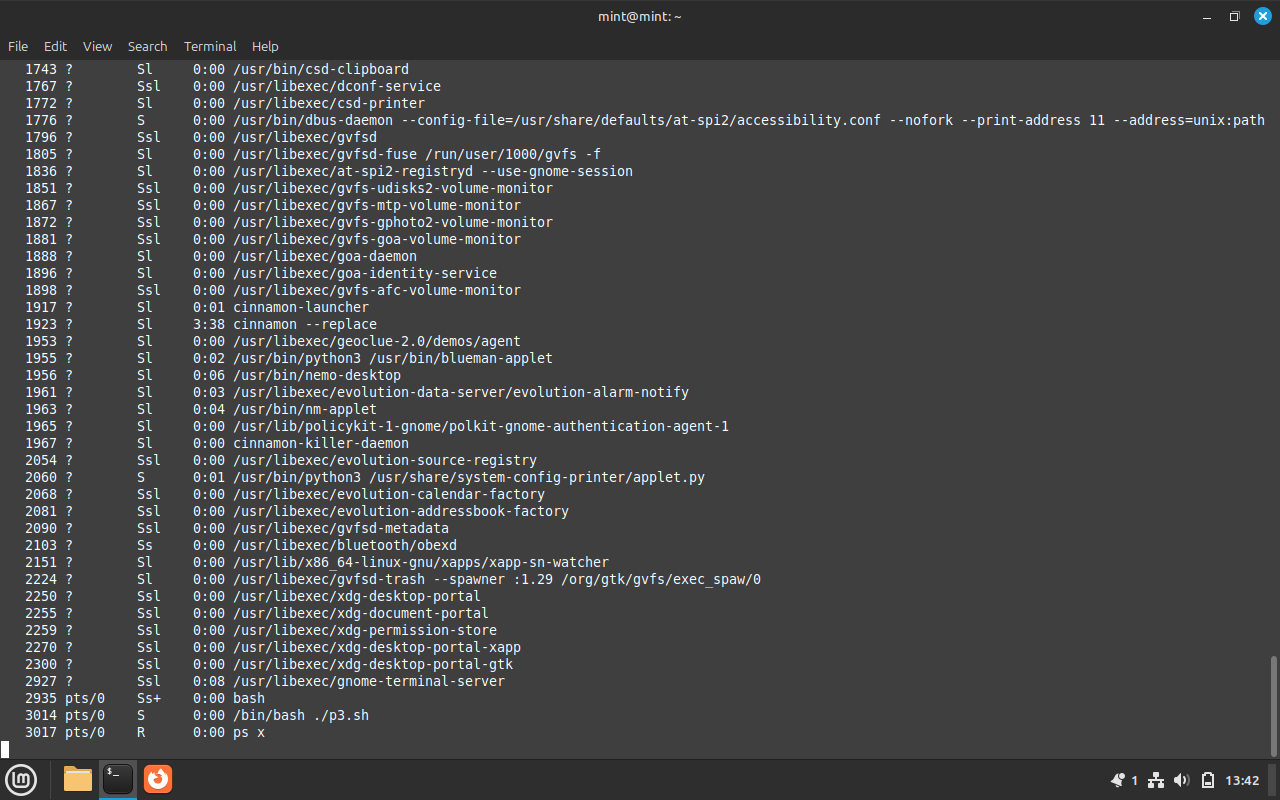 mint@mint: ~
File Edit View Search Terminal Help
1743 ? Sl 0:00 /usr/bin/csd-clipboard
1767 ? Ssl 0:00 /usr/libexec/dconf-service
1772 ? Sl 0:00 /usr/libexec/csd-printer
1776 ? S 0:00 /usr/bin/dbus-daemon --config-file=/usr/share/defaults/at-spi2/accessibility.conf --nofork --print-address 11 --address=unix:path
1796 ? Ssl 0:00 /usr/libexec/gvfsd
1805 ? Sl 0:00 /usr/libexec/gvfsd-fuse /run/user/1000/gvfs -f
1836 ? Sl 0:00 /usr/libexec/at-spi2-registryd --use-gnome-session
1851 ? Ssl 0:00 /usr/libexec/gvfs-udisks2-volume-monitor
1867 ? Ssl 0:00 /usr/libexec/gvfs-mtp-volume-monitor
1872 ? Ssl 0:00 /usr/libexec/gvfs-gphoto2-volume-monitor
1881 ? Ssl 0:00 /usr/libexec/gvfs-goa-volume-monitor
1888 ? Sl 0:00 /usr/libexec/goa-daemon
1896 ? Sl 0:00 /usr/libexec/goa-identity-service
1898 ? Ssl 0:00 /usr/libexec/gvfs-afc-volume-monitor
1917 ? Sl 0:01 cinnamon-launcher
1923 ? Sl 3:38 cinnamon --replace
1953 ? Sl 0:00 /usr/libexec/geoclue-2.0/demos/agent
1955 ? Sl 0:02 /usr/bin/python3 /usr/bin/blueman-applet
1956 ? Sl 0:06 /usr/bin/nemo-desktop
1961 ? Sl 0:03 /usr/libexec/evolution-data-server/evolution-alarm-notify
1963 ? Sl 0:04 /usr/bin/nm-applet
1965 ? Sl 0:00 /usr/lib/policykit-1-gnome/polkit-gnome-authentication-agent-1
1967 ? Sl 0:00 cinnamon-killer-daemon
2054 ? Ssl 0:00 /usr/libexec/evolution-source-registry
2060 ? S 0:01 /usr/bin/python3 /usr/share/system-config-printer/applet.py
2068 ? Ssl 0:00 /usr/libexec/evolution-calendar-factory
2081 ? Ssl 0:00 /usr/libexec/evolution-addressbook-factory
2090 ? Ssl 0:00 /usr/libexec/gvfsd-metadata
2103 ? Ss 0:00 /usr/libexec/bluetooth/obexd
2151 ? Sl 0:00 /usr/lib/x86_64-linux-gnu/xapps/xapp-sn-watcher
2224 ? Sl 0:00 /usr/libexec/gvfsd-trash --spawner :1.29 /org/gtk/gvfs/exec_spaw/0
2250 ? Ssl 0:00 /usr/libexec/xdg-desktop-portal
2255 ? Ssl 0:00 /usr/libexec/xdg-document-portal
2259 ? Ssl 0:00 /usr/libexec/xdg-permission-store
2270 ? Ssl 0:00 /usr/libexec/xdg-desktop-portal-xapp
2300 ? Ssl 0:00 /usr/libexec/xdg-desktop-portal-gtk
2927 ? Ssl 0:08 /usr/libexec/gnome-terminal-server
2935 pts/0 Ss+ 0:00 bash
3014 pts/0 S 0:00 /bin/bash ./p3.sh
3017 pts/0 R 0:00 ps x
$_
1
13:42